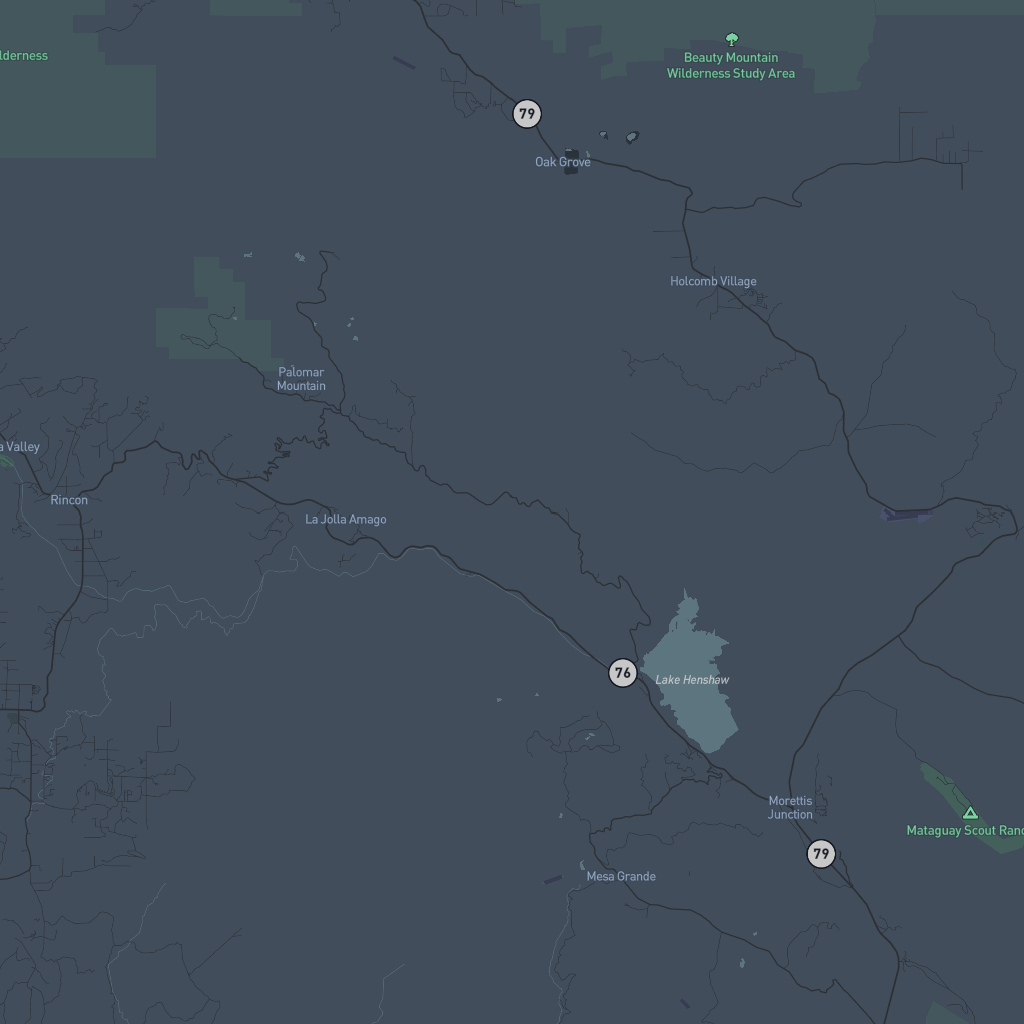 lderness
Beauty Mountain
Wilderness Study Area
79
Oak Grove
Holcomb Village
Palomar
Mountain
a Valley
Rincon
La Jolla Amago
76
Lake Henshaw
Morettis
Junction
Mataguay Scout Ranc
79
Mesa Grande